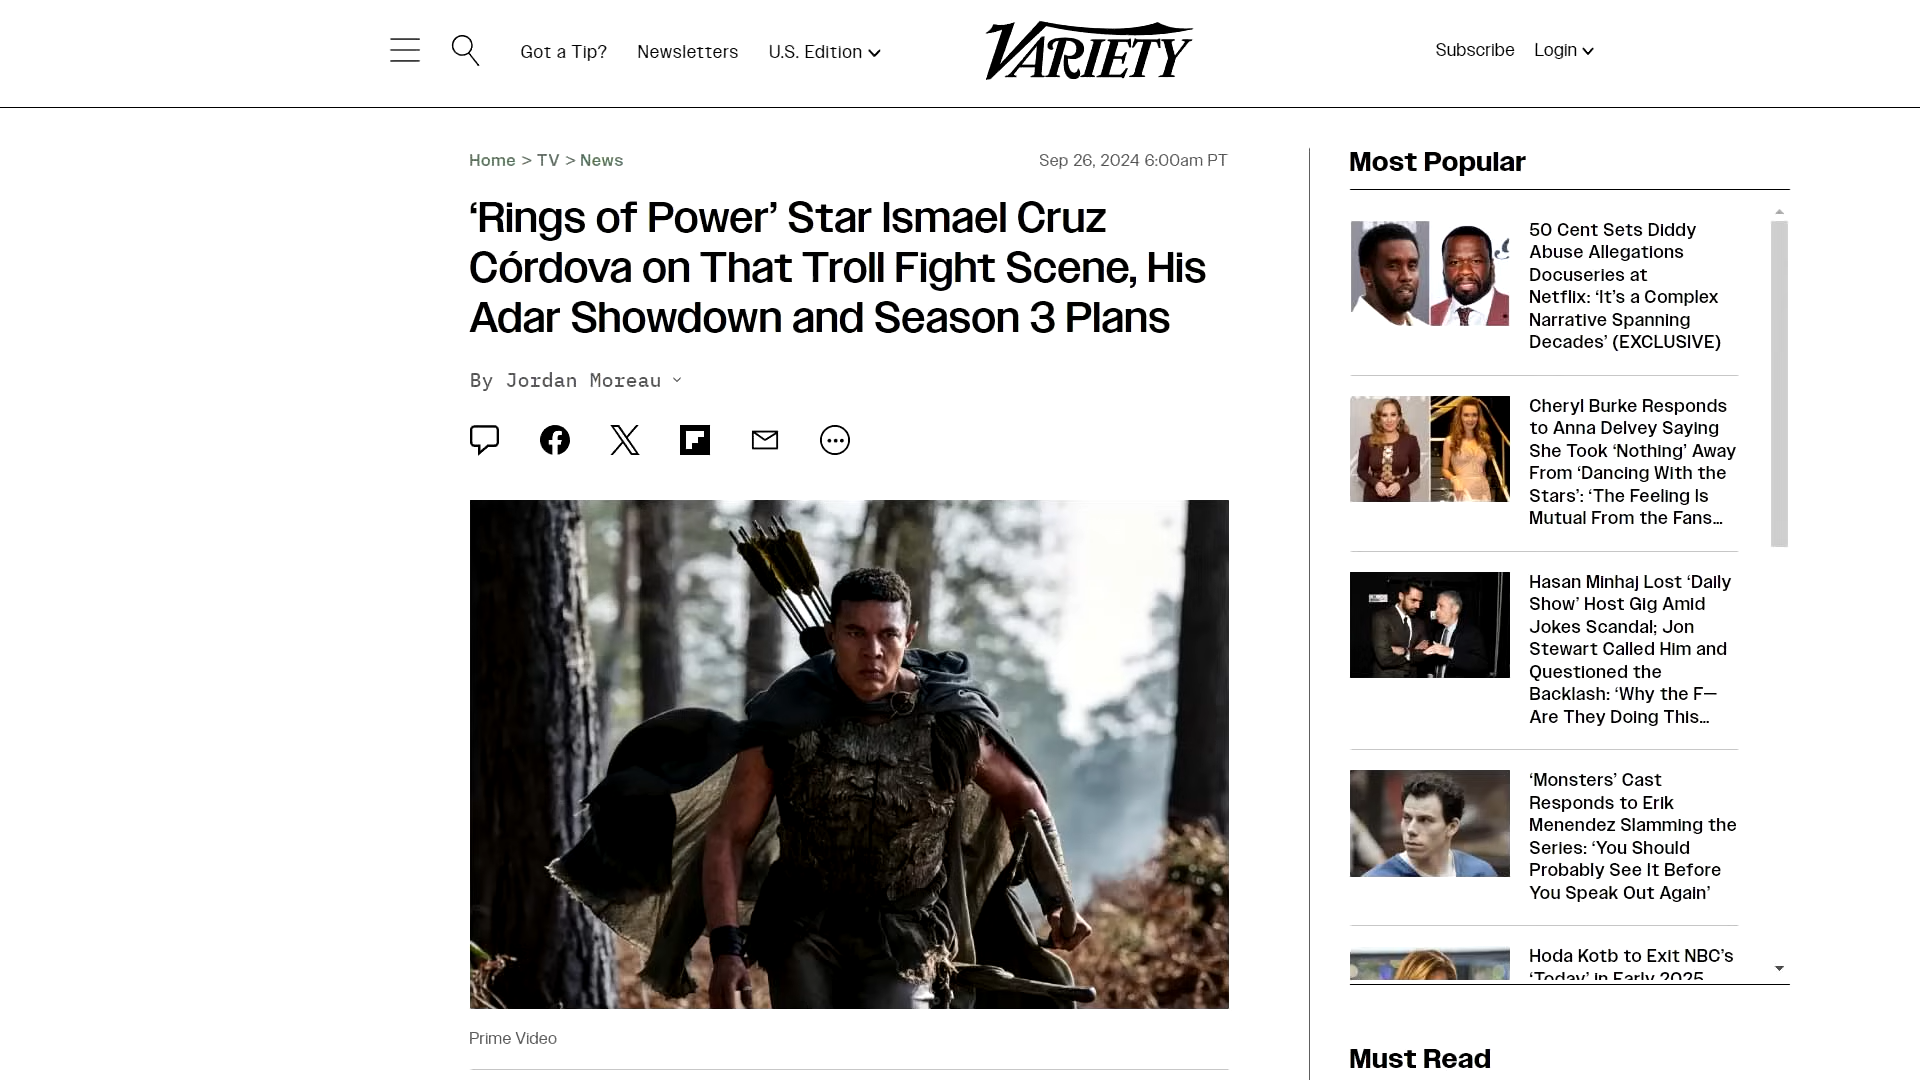 Got a Tip?
Newsletters
U.S. Edition
VARIETY
Subscribe
Login
Home > TV > News
Sep 26, 2024 6:00am PT
‘Rings of Power’ Star Ismael Cruz
Córdova on That Troll Fight Scene, His
Adar Showdown and Season 3 Plans
By Jordan Moreau
Prime Video
Most Popular
50 Cent Sets Diddy
Abuse Allegations
Docuseries at
Netflix: ‘It’s a Complex
Narrative Spanning
Decades’ (EXCLUSIVE)
Cheryl Burke Responds
to Anna Delvey Saying
She Took ‘Nothing’ Away
From ‘Dancing With the
Stars’: ‘The Feeling Is
Mutual From the Fans…
Hasan Minhaj Lost ‘Daily
Show’ Host Gig Amid
Jokes Scandal; Jon
Stewart Called Him and
Questioned the
Backlash: ‘Why the F—
Are They Doing This…
‘Monsters’ Cast
Responds to Erik
Menendez Slamming the
Series: ‘You Should
Probably See It Before
You Speak Out Again’
Hoda Kotb to Exit NBC’s
‘Today’ in Early 2025
Must Read